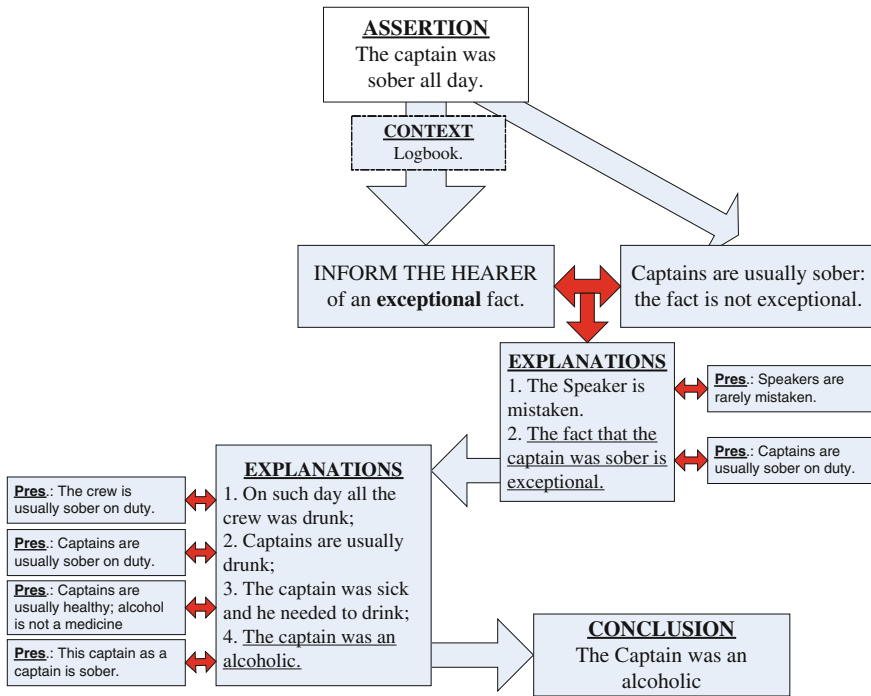 ASSERTION
The captain was
sober all day.
CONTEXT
Logbook.
INFORM THE HEARER
of an exceptional fact.
Captains are usually sober:
the fact is not exceptional.
EXPLANATIONS
1. The Speaker is
mistaken.
2. The fact that the
captain was sober is
exceptional.
Pres.: Speakers are
rarely mistaken.
Pres.: Captains are
usually sober on duty.
EXPLANATIONS
1. On such day all the
crew was drunk;
2. Captains are usually
drunk;
3. The captain was sick
and he needed to drink;
4. The captain was an
alcoholic.
Pres.: The crew is
usually sober on duty.
Pres.: Captains are
usually sober on duty.
Pres.: Captains are
usually healthy; alcohol
is not a medicine
Pres.: This captain as a
captain is sober.
CONCLUSION
The Captain was an
alcoholic